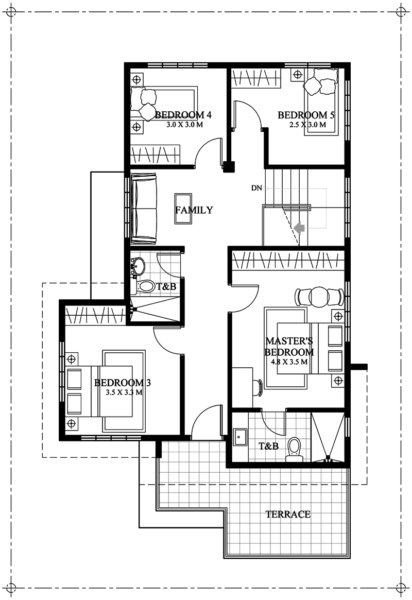 BEDROOM 4
3.0 X 3.0 M
BEDROOM 5
2.5 X 3.0 M
DN
FAMILY
T&B
MASTER'S
BEDROOM
4.8 X 3.5 M
BEDROOM 3
3.5 X 3.3 M
T&B
TERRACE